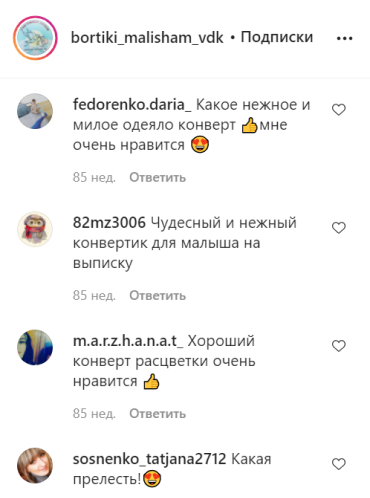 bortiki_malisham_vdk • Подписки
fedorenko.daria_ Какое нежное и
милое одеяло конверт 👍мне
очень нравится 😍
85 нед. Ответить
82mz3006 Чудесный и нежный
конвертик для малыша на
выписку
85 нед. Ответить
m.a.r.z.h.a.n.a.t_ Хороший
конверт расцветки очень
нравится 👍
85 нед. Ответить
sosnenko_tatjana2712 Какая
прелесть!😍